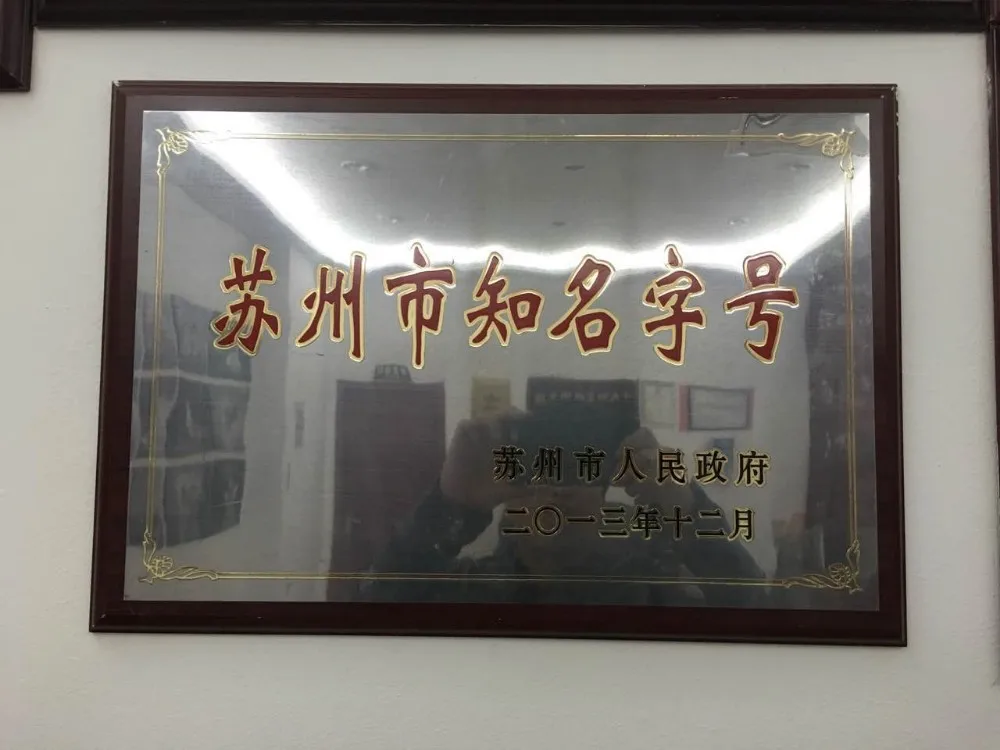 苏州市知名字号
苏州市人民政府
二〇一三年十二月